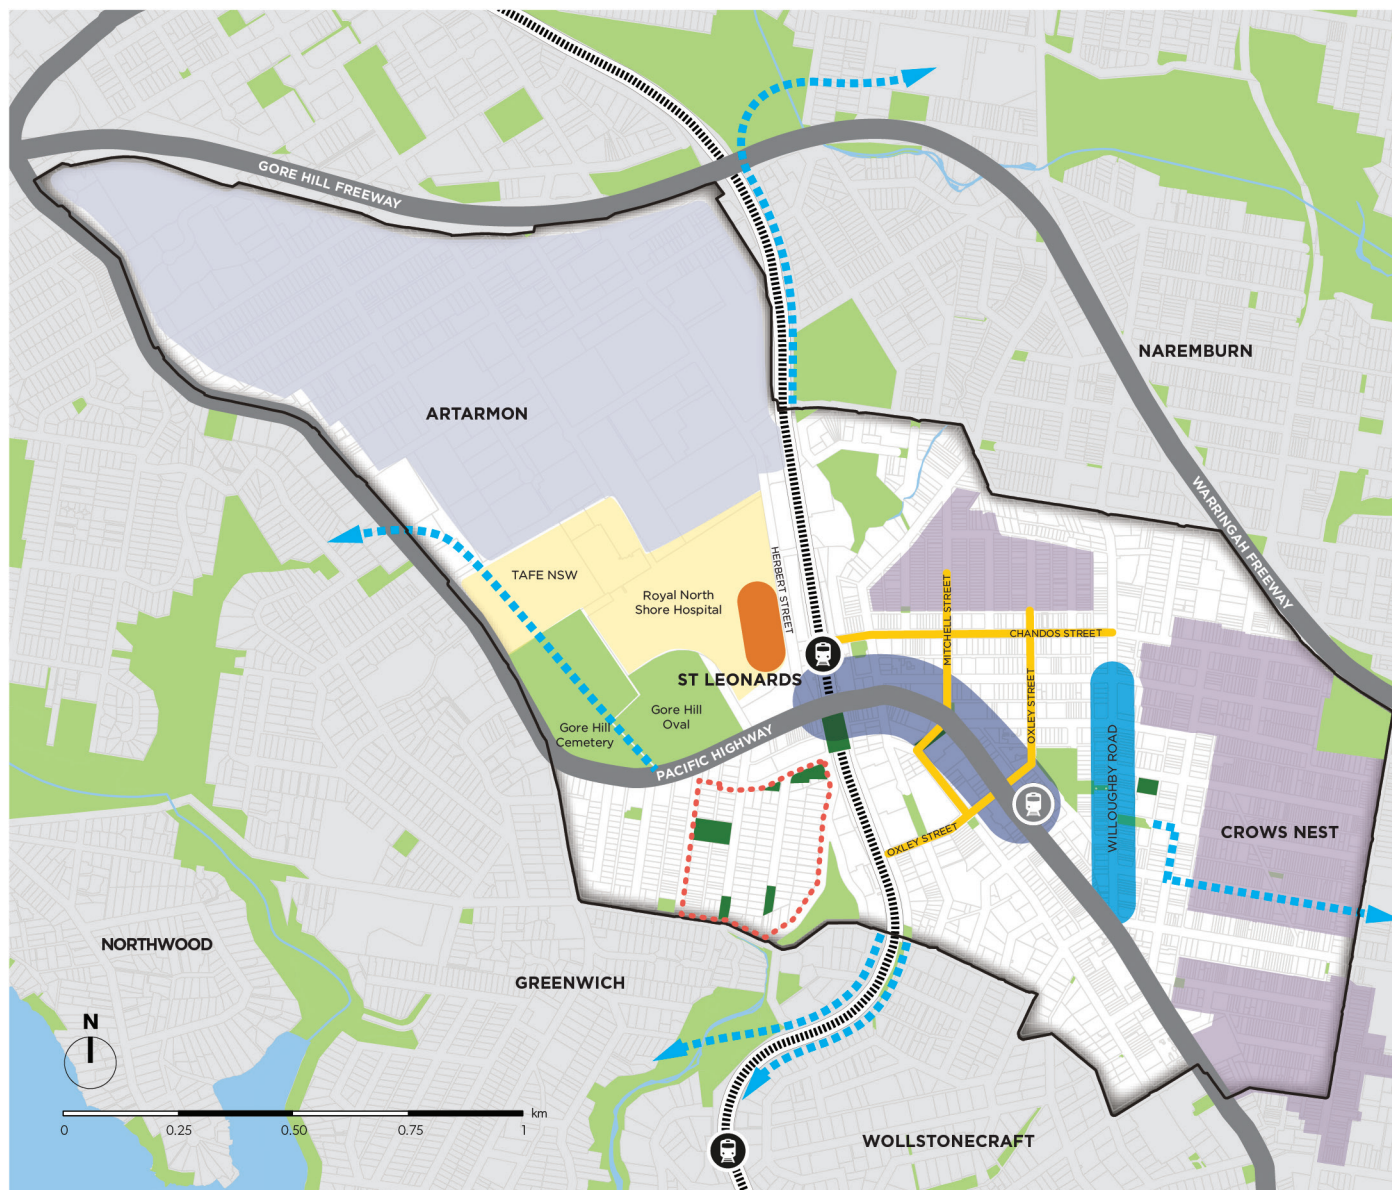 GORE HILL FREEWAY
NAREMBURN
ARTARMON
WARRINGAH FREEWAY
TAFE NSW
Royal North
Shore Hospital
HERBERT STREET
MITCHELL STREET
CHANDOS STREET
ST LEONARDS
OXLEY STREET
Gore Hill
Oval
Gore Hill
Cemetery
PACIFIC HIGHWAY
WILLOUGHBY ROAD
OXLEY STREET
CROWS NEST
NORTHWOOD
GREENWICH
N
km
0
0.25
0.50
0.75
1
WOLLSTONECRAFT